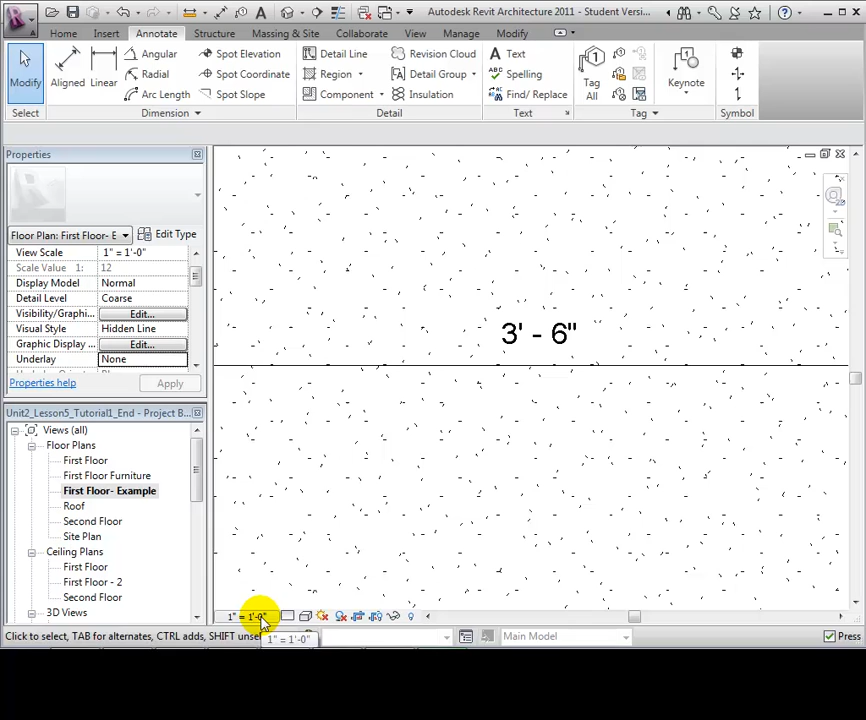 Autodesk Revit Architecture 2011 - Student Versi...
Home Insert Annotate Structure Massing & Site Collaborate View Manage Modify
Modify
Select
Aligned
Linear
Angular
Radial
Arc Length
Spot Elevation
Spot Coordinate
Spot Slope
Dimension
Detail Line
Region
Component
Revision Cloud
Detail Group
Insulation
Detail
Text
Spelling
Find/ Replace
Text
Tag
All
Tag
Keynote
Symbol
Properties
Floor Plan: First Floor- E
Edit Type
View Scale 1" = 1'-0"
Scale Value 1: 12
Display Model Normal
Detail Level Coarse
Visibility/Graphi... Edit...
Visual Style Hidden Line
Graphic Display ... Edit...
Underlay None
Properties help
Apply
Unit2_Lesson5_Tutorial1_End - Project B...
Views (all)
Floor Plans
First Floor
First Floor Furniture
First Floor- Example
Roof
Second Floor
Site Plan
Ceiling Plans
First Floor
First Floor - 2
Second Floor
3D Views
3' - 6"
1" = 1'-0"
1" = 1'-0"
Click to select, TAB for alternates, CTRL adds, SHIFT unse
Main Model
Press